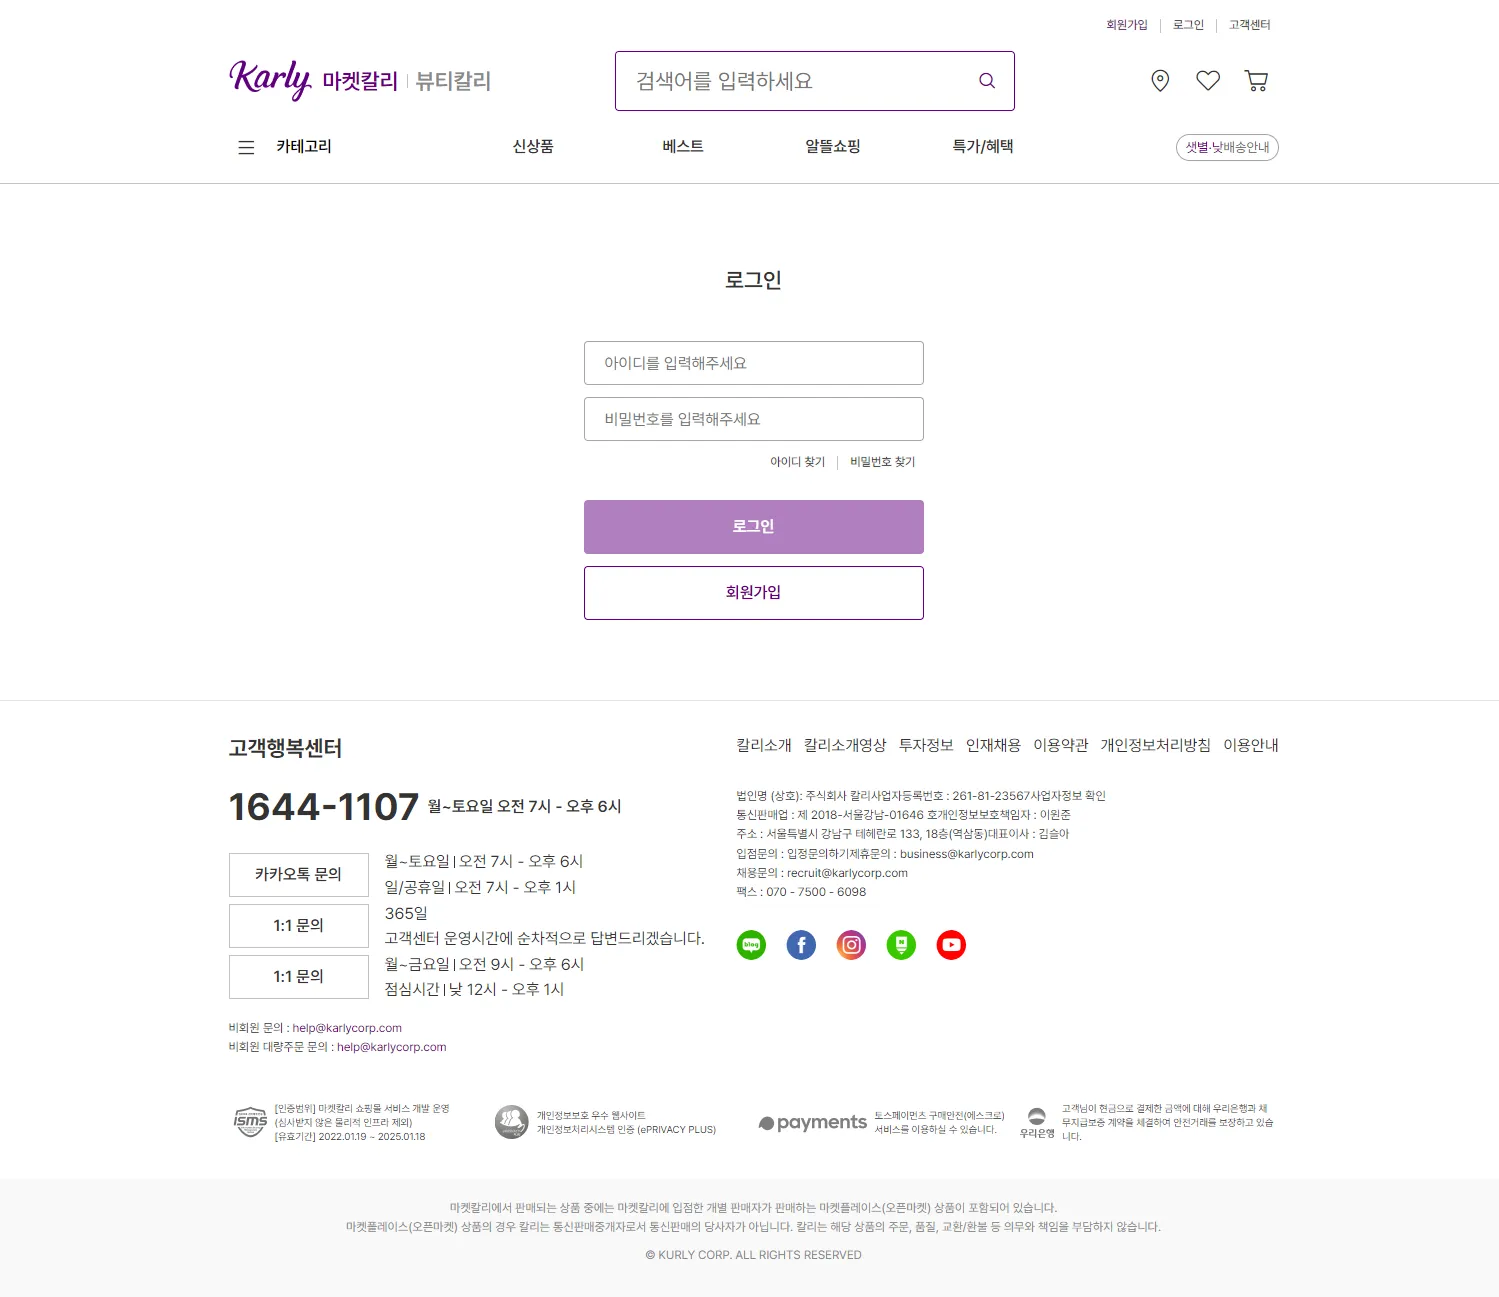 회원가입 로그인 고객센터
Karly 마켓칼리 뷰티칼리 검색어를 입력하세요
카테고리 신상품 베스트 알뜰쇼핑 특가/혜택 샛별·낮배송안내
로그인
아이디를 입력해주세요
비밀번호를 입력해주세요
아이디 찾기 비밀번호 찾기
로그인
회원가입
고객행복센터
1644-1107 월~토요일 오전 7시 - 오후 6시
카카오톡 문의
월~토요일 | 오전 7시 - 오후 6시
일/공휴일 | 오전 7시 - 오후 1시
1:1 문의
365일
고객센터 운영시간에 순차적으로 답변드리겠습니다.
1:1 문의
월~금요일 | 오전 9시 - 오후 6시
점심시간 | 낮 12시 - 오후 1시
비회원 문의 : help@karlycorp.com
비회원 대량주문 문의 : help@karlycorp.com
칼리소개 칼리소개영상 투자정보 인재채용 이용약관 개인정보처리방침 이용안내
법인명 (상호): 주식회사 칼리사업자등록번호 : 261-81-23567사업자정보 확인
통신판매업 : 제 2018-서울강남-01646 호개인정보보호책임자 : 이원준
주소 : 서울특별시 강남구 테헤란로 133, 18층(역삼동)대표이사 : 김슬아
입점문의 : 입정문의하기제휴문의 : business@karlycorp.com
채용문의 : recruit@karlycorp.com
팩스 : 070 - 7500 - 6098
blog
ISMS
[인증범위] 마켓칼리 쇼핑몰 서비스 개발 운영
(심사받지 않은 물리적 인프라 제외)
[유효기간] 2022.01.19 ~ 2025.01.18
개인정보보호 우수 웹사이트
개인정보처리시스템 인증 (ePRIVACY PLUS)
payments
토스페이먼츠 구매안전(에스크로)
서비스를 이용하실 수 있습니다.
우리은행
고객님이 현금으로 결제한 금액에 대해 우리은행과 채
무지급보증 계약을 체결하여 안전거래를 보장하고 있습
니다.
마켓칼리에서 판매되는 상품 중에는 마켓칼리에 입점한 개별 판매자가 판매하는 마켓플레이스(오픈마켓) 상품이 포함되어 있습니다.
마켓플레이스(오픈마켓) 상품의 경우 칼리는 통신판매중개자로서 통신판매의 당사자가 아닙니다. 칼리는 해당 상품의 주문, 품질, 교환/환불 등 의무와 책임을 부담하지 않습니다.
© KURLY CORP. ALL RIGHTS RESERVED